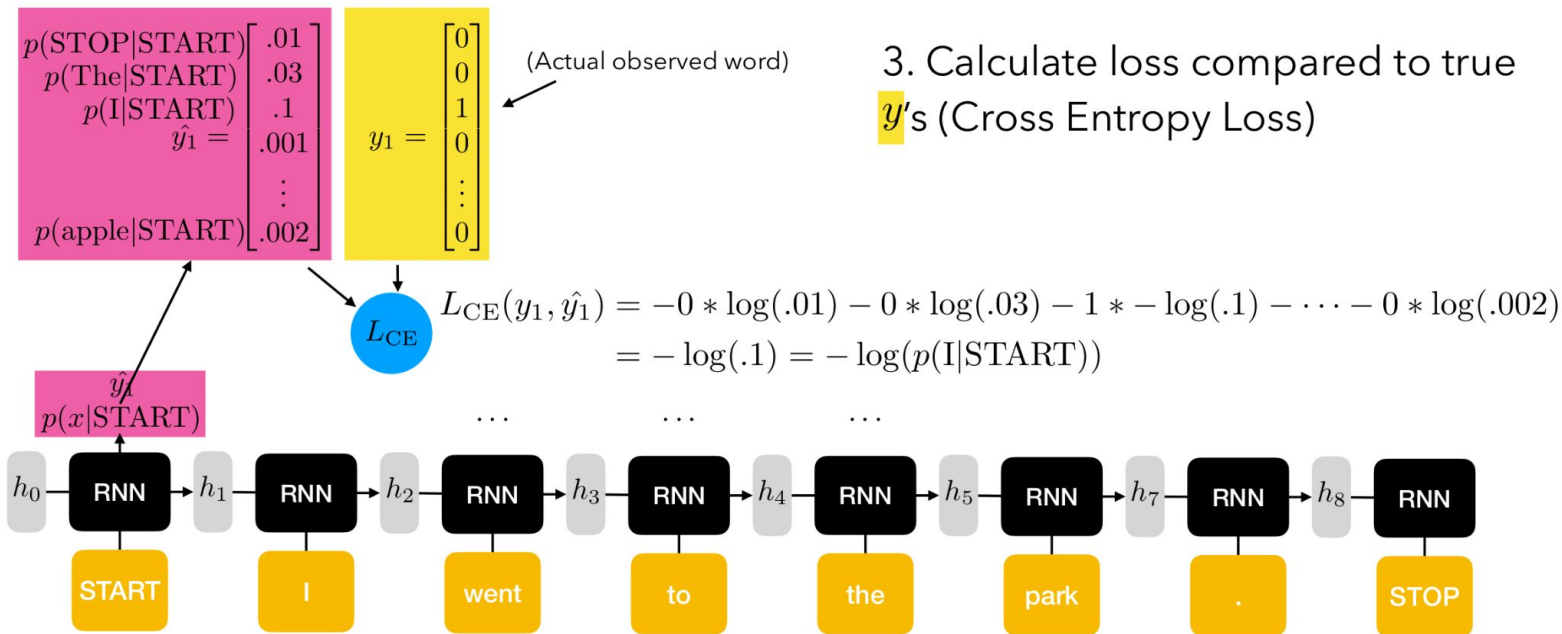 p(STOP|START) .01
p(The|START) .03
p(I|START) .1
ŷ₁ = .001
⋮
p(apple|START) .002
y₁ =
0
0
1
0
⋮
0
(Actual observed word)
3. Calculate loss compared to true
y's (Cross Entropy Loss)
L_CE
L_CE(y₁, ŷ₁) = −0 * log(.01) − 0 * log(.03) − 1 * − log(.1) − ⋯ − 0 * log(.002)
= − log(.1) = − log(p(I|START))
ŷ₁
p(x|START)
... ... ...
h₀ RNN h₁ RNN h₂ RNN h₃ RNN h₄ RNN h₅ RNN h₇ RNN h₈ RNN
START I went to the park . STOP